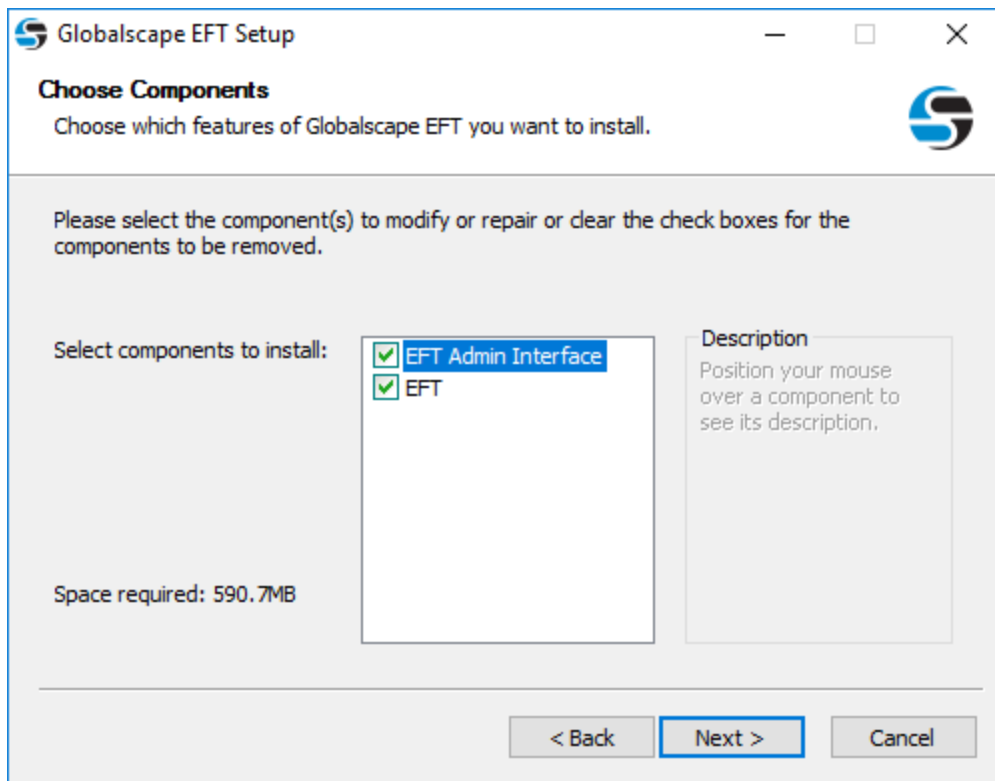 Globalscape EFT Setup
Choose Components
Choose which features of Globalscape EFT you want to install.
Please select the component(s) to modify or repair or clear the check boxes for the
components to be removed.
Select components to install:
EFT Admin Interface
EFT
Description
Position your mouse
over a component to
see its description.
Space required: 590.7MB
< Back
Next >
Cancel